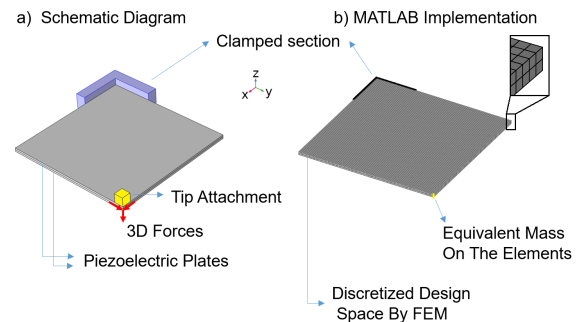 a) Schematic Diagram
b) MATLAB Implementation
Clamped section
z
x
y
Tip Attachment
3D Forces
Piezoelectric Plates
Equivalent Mass
On The Elements
Discretized Design
Space By FEM